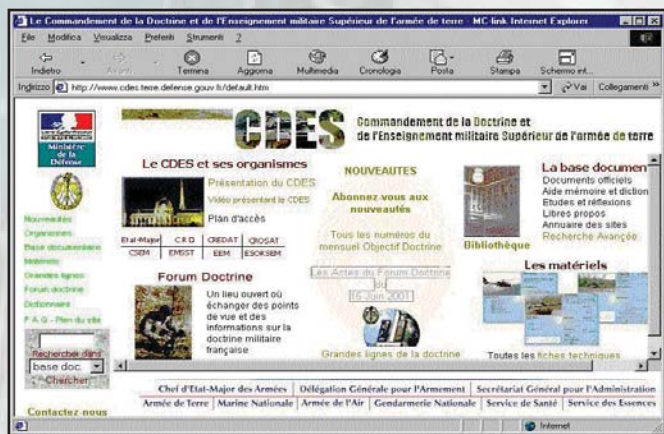 Le Commandement de la Doctrine et de l'Enseignement militaire Supérieur de l'armée de terre - MC-link Internet Explorer
File Modifica Visualizza Preferiti Strumenti ?
Indietro Avanti Termina Aggiorna Multimedia Cronologia Posta Stampa Schermo int...
Indirizzo http://www.cdes.terre.defense.gouv.fr/default.htm Vai Collegamenti »
Ministère
de la
Défense
Nouveautés
Organismes
Base documentaire
Matériels
Grandes lignes
Forum doctrine
Dictionnaire
F.A.Q - Plan du site
Rechercher dans
base doc.
Chercher
Contactez-nous
CDES
Commandement de la Doctrine et
de l'Enseignement militaire Supérieur de l'armée de terre
Le CDES et ses organismes
Présentation du CDES
Vidéo présentant le CDES
Plan d'accès
Etat-Major CRD CREDAT CROSAT
CSEM EMSST EEM ESORSEM
Forum Doctrine
Un lieu ouvert où
échanger des points
de vue et des
informations sur la
doctrine militaire
française
NOUVEAUTES
Abonnez-vous aux
nouveautés
Tous les numéros du
mensuel Objectif Doctrine
Les Actes du Forum Doctrine
du
15 Juin 2001
Grandes lignes de la doctrine
La base documen
Documents officiels
Aide mémoire et diction
Etudes et réflexions
Libres propos
Annuaire des sites
Recherche Avançée
Bibliothèque
Les matériels
Toutes les fiches techniques
Chef d'Etat-Major des Armées Délégation Générale pour l'Armement Secrétariat Général pour l'Administration
Armée de Terre Marine Nationale Armée de l'Air Gendarmerie Nationale Service de Santé Service des Essences
Internet